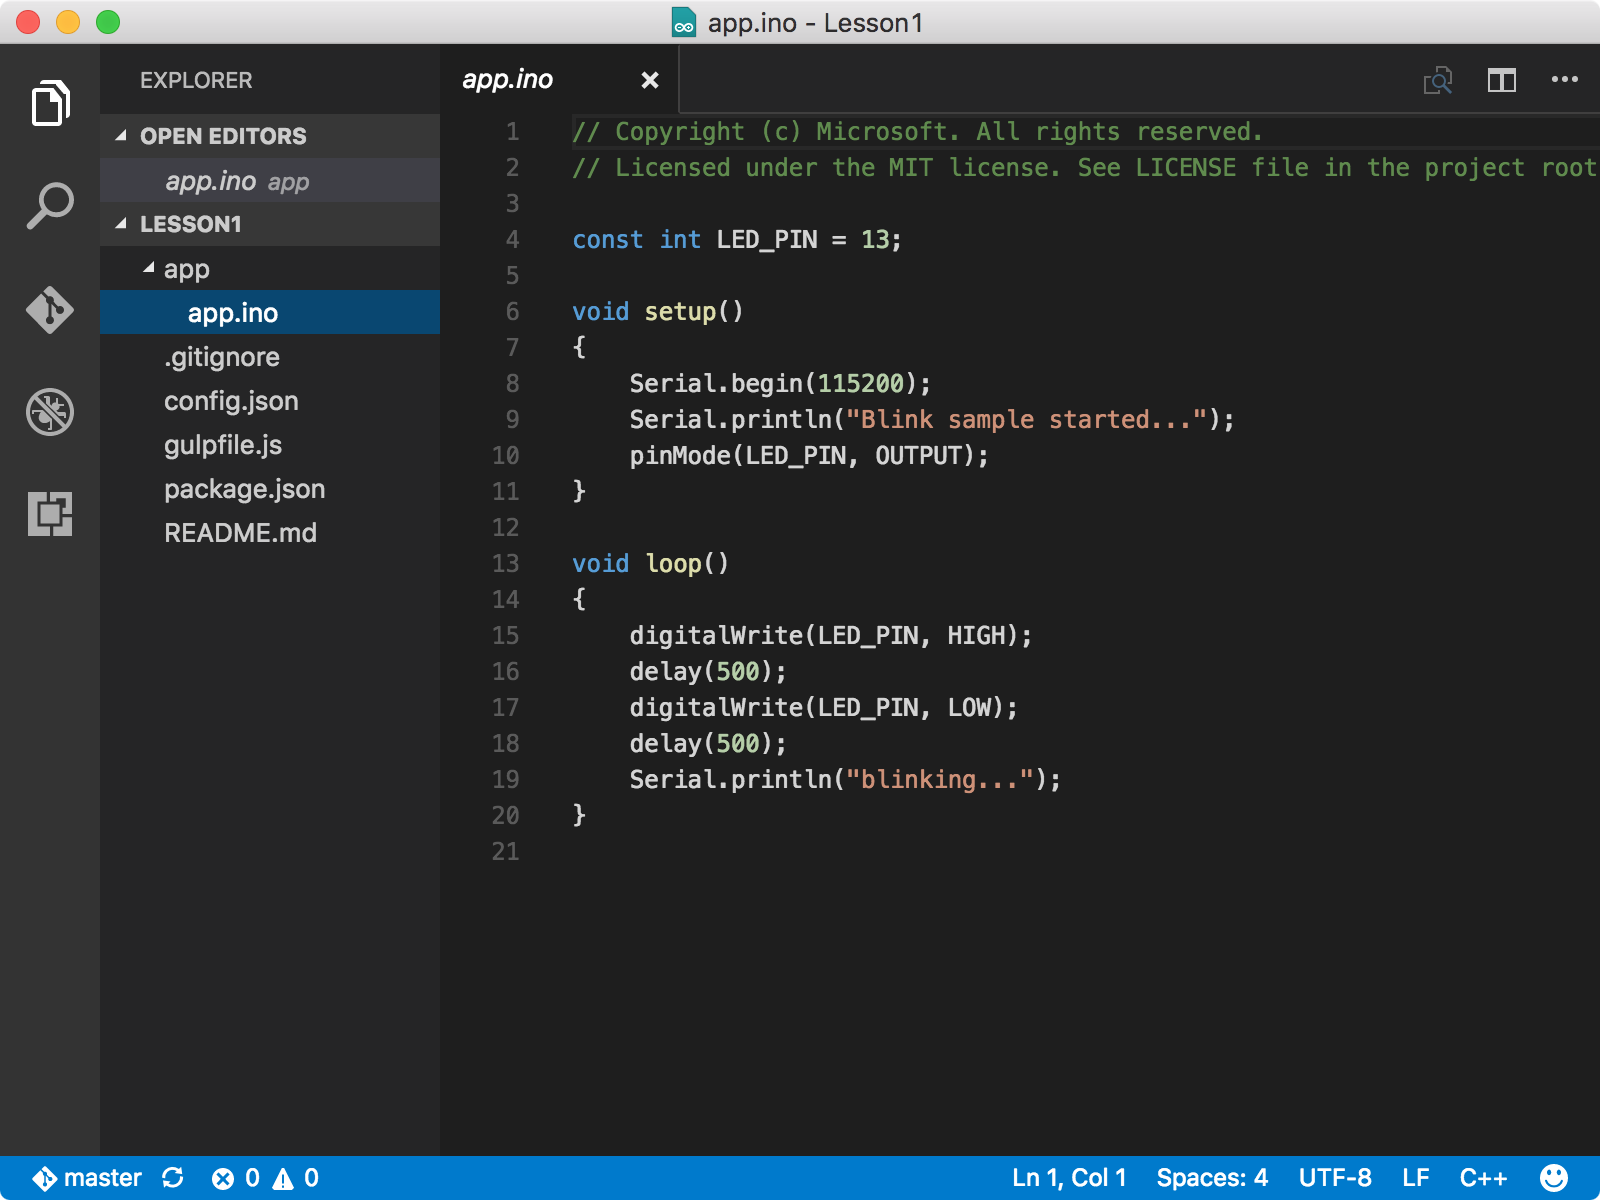 app.ino - Lesson1
EXPLORER
OPEN EDITORS
app.ino app
LESSON1
app
app.ino
.gitignore
config.json
gulpfile.js
package.json
README.md
app.ino
1 // Copyright (c) Microsoft. All rights reserved.
2 // Licensed under the MIT license. See LICENSE file in the project root
3
4 const int LED_PIN = 13;
5
6 void setup()
7 {
8     Serial.begin(115200);
9     Serial.println("Blink sample started...");
10     pinMode(LED_PIN, OUTPUT);
11 }
12
13 void loop()
14 {
15     digitalWrite(LED_PIN, HIGH);
16     delay(500);
17     digitalWrite(LED_PIN, LOW);
18     delay(500);
19     Serial.println("blinking...");
20 }
21
master 0 0 Ln 1, Col 1 Spaces: 4 UTF-8 LF C++